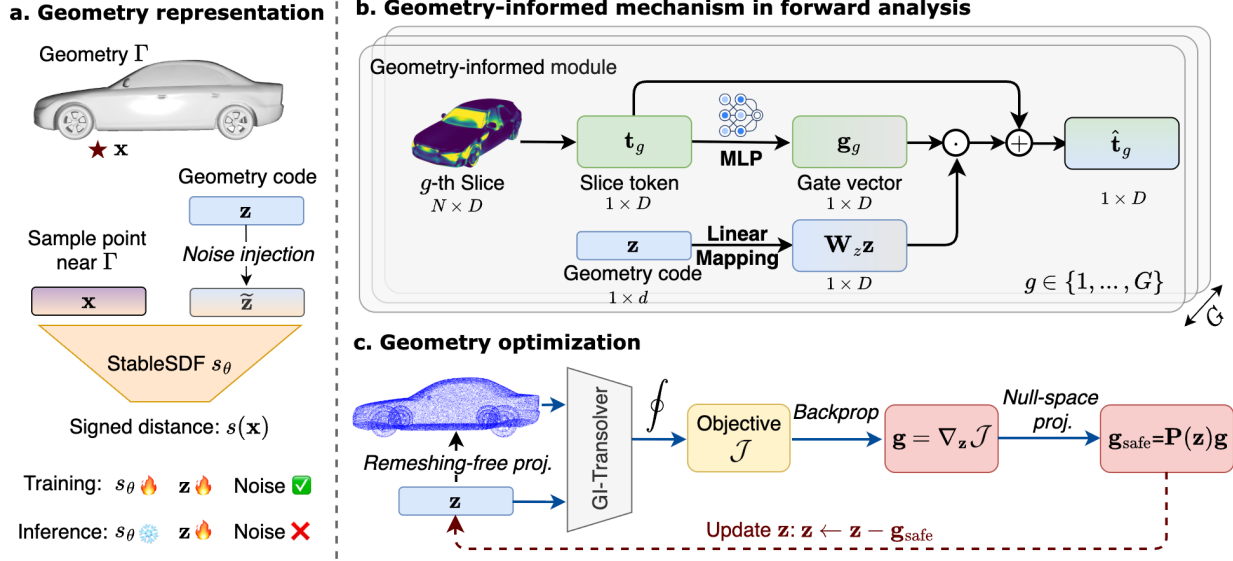 a. Geometry representation
Geometry Γ
★ x
Geometry code
z
Sample point
near Γ
Noise injection
x
z̃
StableSDF s_θ
Signed distance: s(x)
Training: s_θ 🔥 z 🔥 Noise ✅
Inference: s_θ ❄️ z 🔥 Noise ❌
b. Geometry-informed mechanism in forward analysis
Geometry-informed module
g-th Slice
N × D
t_g
Slice token
1 × D
MLP
g_g
Gate vector
1 × D
⊙
⊕
t̂_g
1 × D
z
Geometry code
1 × d
Linear
Mapping
W_z z
1 × D
g ∈ {1, ... , G}
G
c. Geometry optimization
Remeshing-free proj.
z
GI-Transolver
∮
Objective
𝒥
Backprop
g = ∇_z 𝒥
Null-space
proj.
g_safe=P(z)g
Update z: z ← z − g_safe